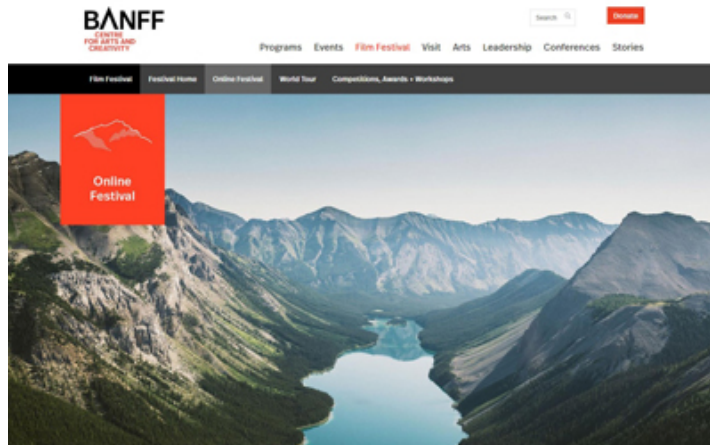 BANFF
CENTRE
FOR ARTS AND
CREATIVITY
Search
Donate
Programs Events Film Festival Visit Arts Leadership Conferences Stories
Film Festival Festival Home Online Festival World Tour Competitions, Awards + Workshops
Online
Festival